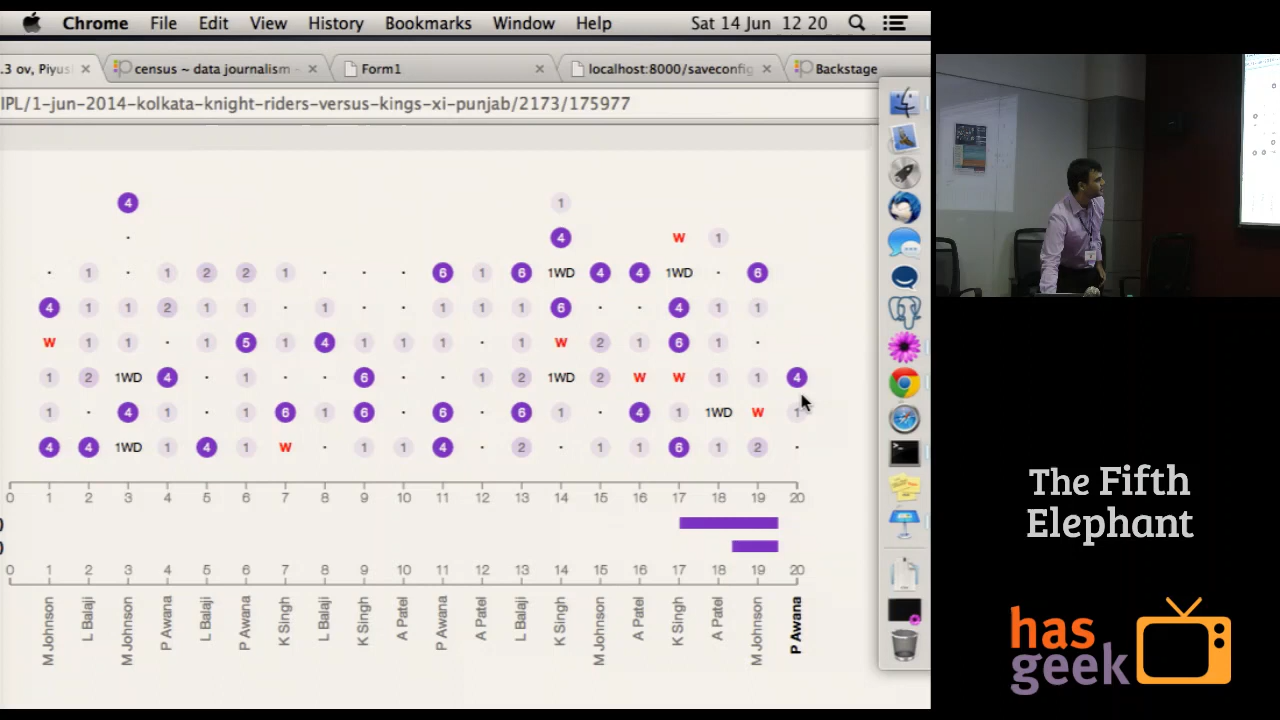 Chrome File Edit View History Bookmarks Window Help Sat 14 Jun 12 20
.3 ov, Piyus census ~ data journalism Form1 localhost:8000/saveconfig Backstage
IPL/1-jun-2014-kolkata-knight-riders-versus-kings-xi-punjab/2173/175977
4 1
· 4 W 1
· 1 · 1 2 2 1 · · · 6 1 6 1WD 4 4 1WD · 6
4 1 1 2 1 1 · 1 · · 1 1 1 6 · · 4 1 1
W 1 1 · 1 5 1 4 1 1 1 · 1 W 2 1 6 1 ·
1 2 1WD 4 · 1 · · 6 · · 1 2 1WD 2 W W 1 1 4
1 · 4 1 · 1 6 1 6 · 6 · 6 1 · 4 1 1WD W 1
4 4 1WD 1 4 1 W · 1 1 4 · 2 · 1 1 6 1 2 ·
0 1 2 3 4 5 6 7 8 9 10 11 12 13 14 15 16 17 18 19 20
)
)
0 1 2 3 4 5 6 7 8 9 10 11 12 13 14 15 16 17 18 19 20
M Johnson
L Balaji
M Johnson
P Awana
L Balaji
P Awana
K Singh
L Balaji
K Singh
A Patel
P Awana
A Patel
L Balaji
K Singh
M Johnson
A Patel
K Singh
A Patel
M Johnson
P Awana
The Fifth
Elephant
has
geek